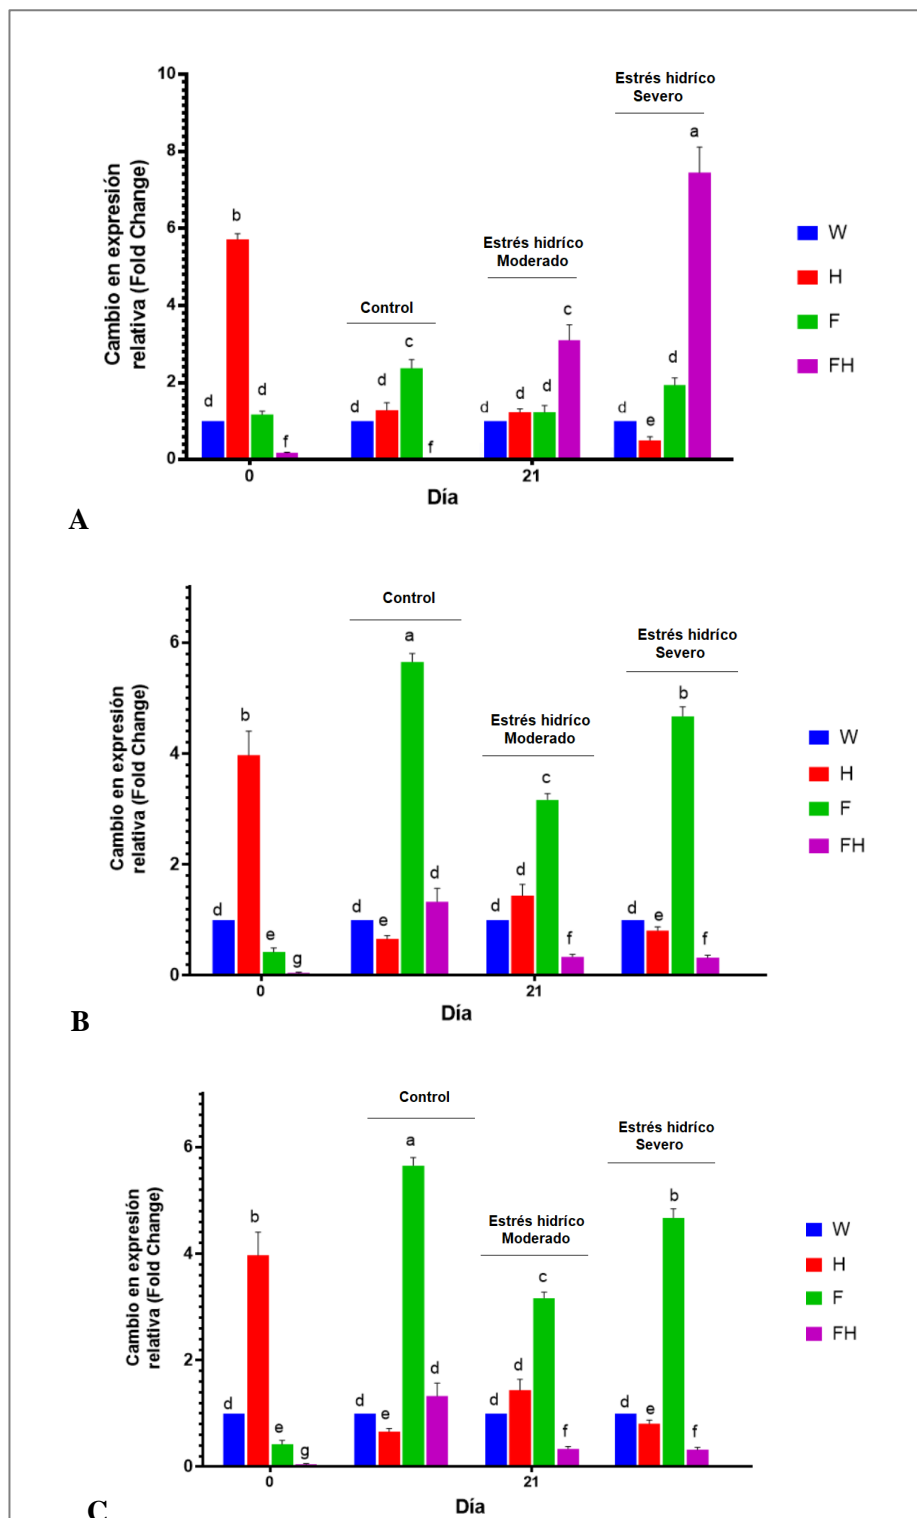 10
8
6
4
2
0
Cambio en expresión
relativa (Fold Change)
b
d
d
f
Control
d
d
c
f
Estrés hidríco
Moderado
d
d
d
c
Estrés hidríco
Severo
d
e
d
a
W
H
F
FH
0
21
Día
A
6
4
2
0
Cambio en expresión
relativa (Fold Change)
d
b
e
g
Control
d
e
a
d
Estrés hidríco
Moderado
d
d
c
f
Estrés hidríco
Severo
d
e
b
f
W
H
F
FH
0
21
Día
B
6
4
2
0
Cambio en expresión
relativa (Fold Change)
d
b
e
g
Control
d
e
a
d
Estrés hidríco
Moderado
d
d
c
f
Estrés hidríco
Severo
d
e
b
f
W
H
F
FH
0
21
Día
C